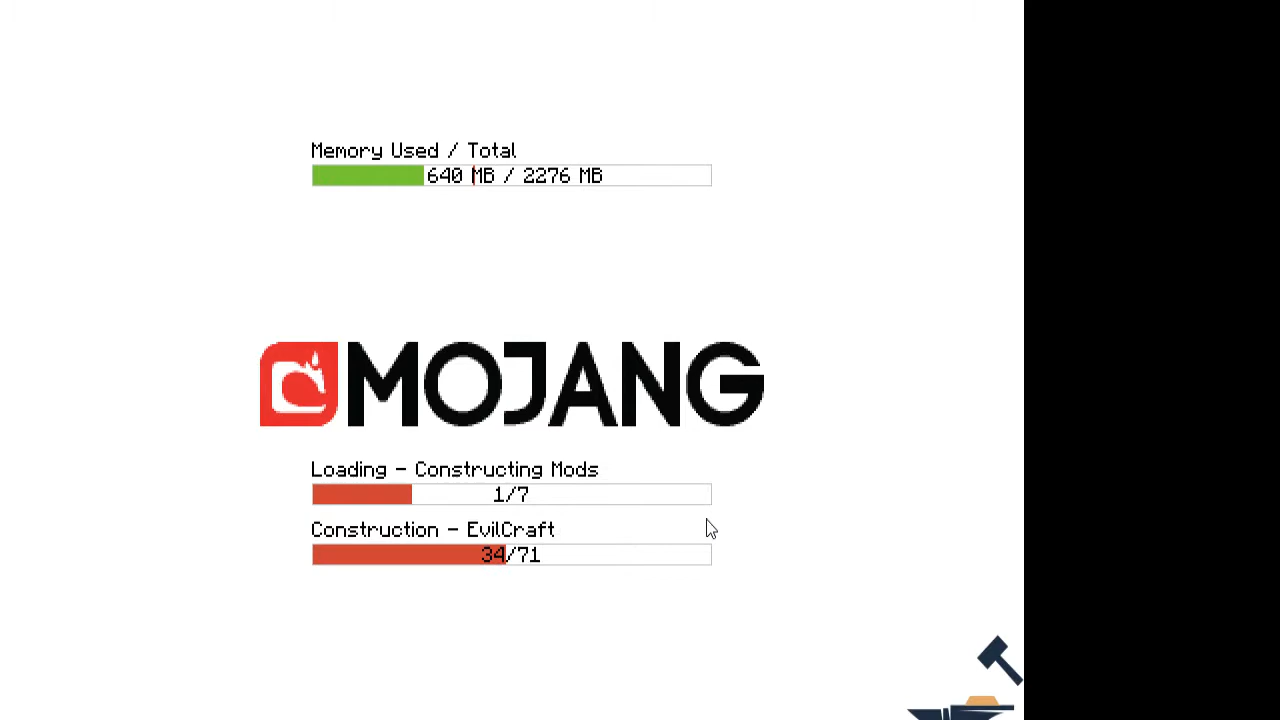 Memory Used / Total
640 MB / 2276 MB
MOJANG
Loading - Constructing Mods
1/7
Construction - EvilCraft
34/71